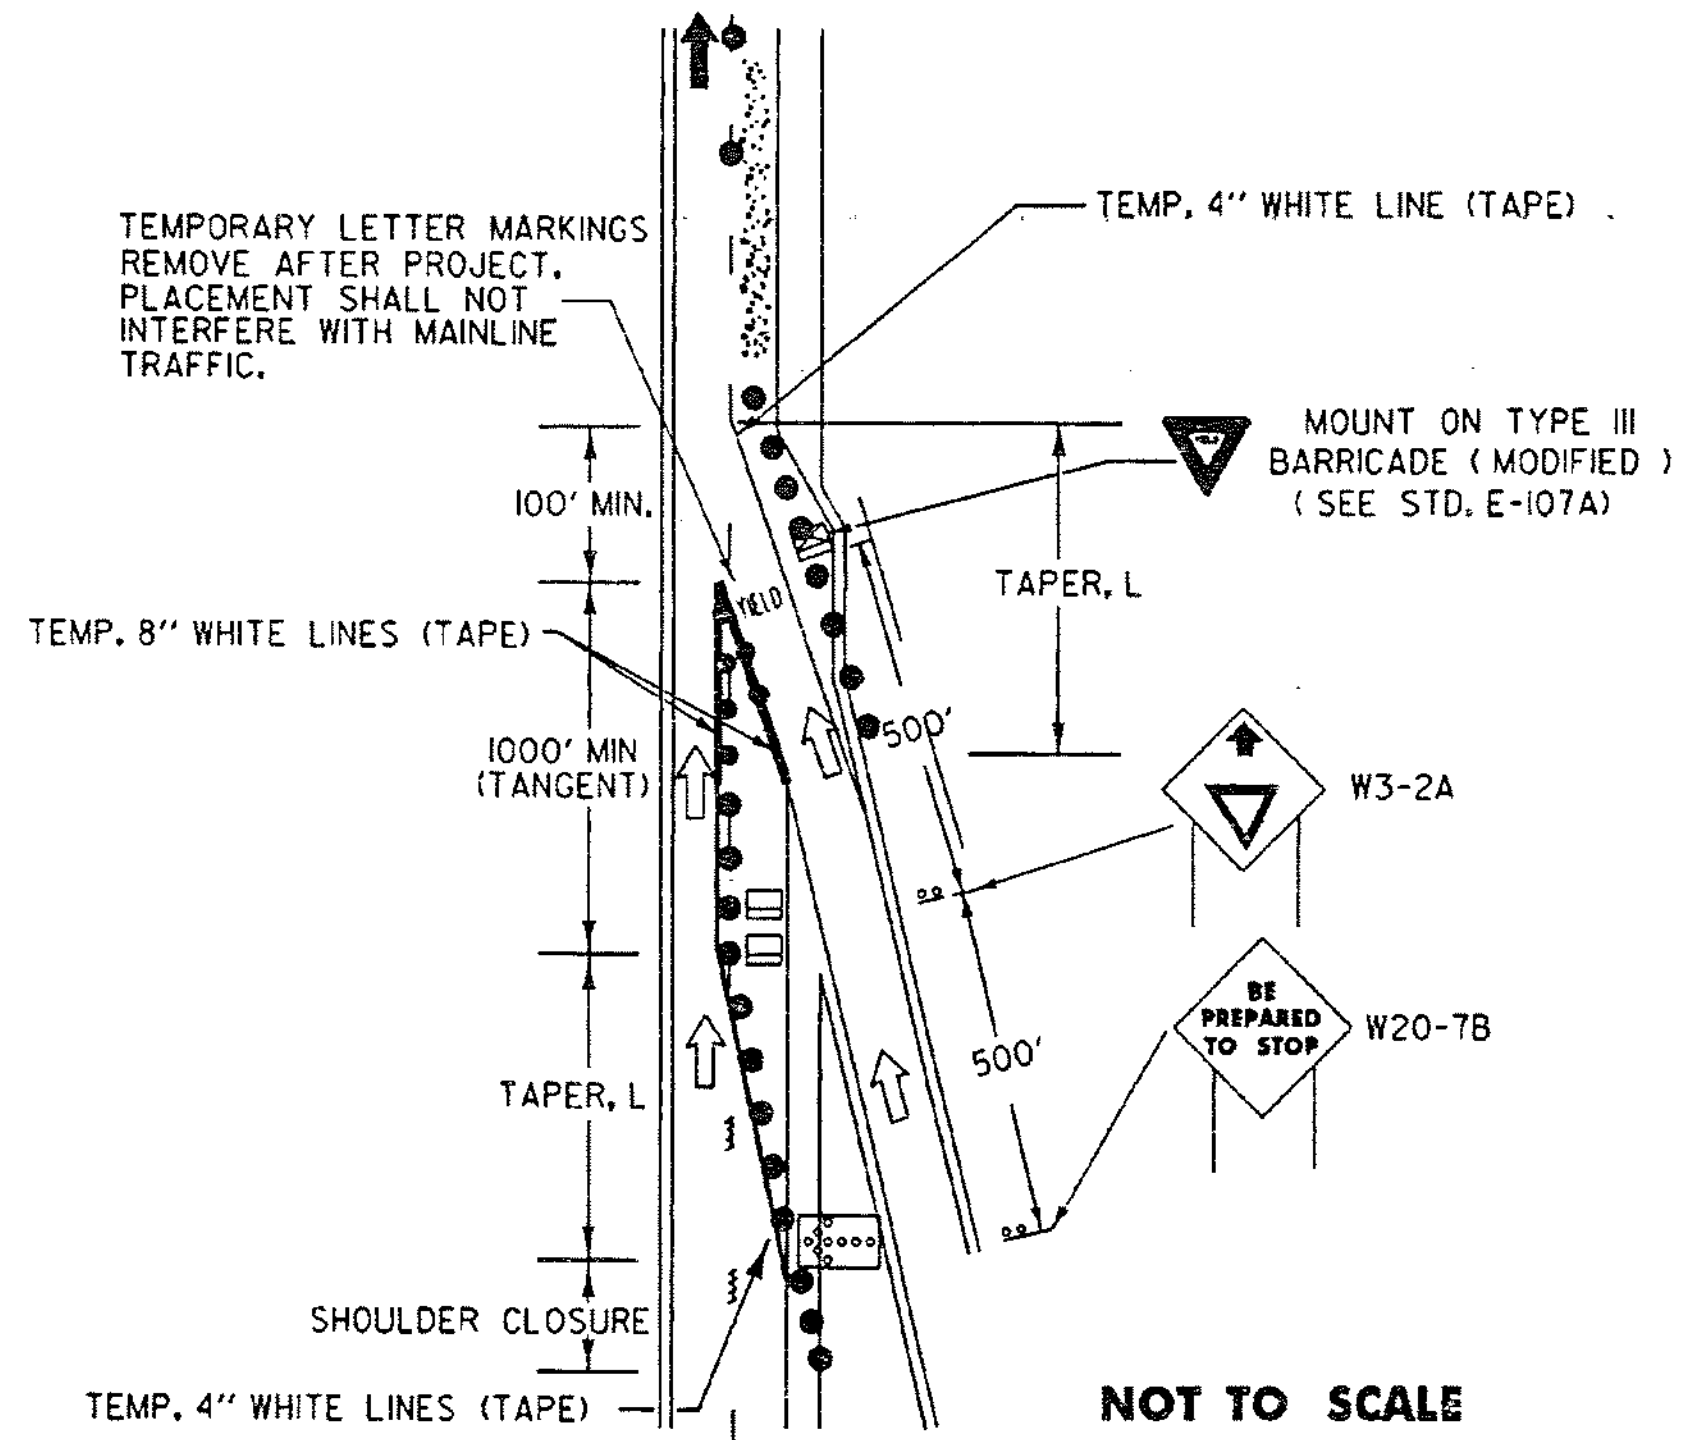 TEMP. 4" WHITE LINE (TAPE)
TEMPORARY LETTER MARKINGS
REMOVE AFTER PROJECT.
PLACEMENT SHALL NOT
INTERFERE WITH MAINLINE
TRAFFIC.
MOUNT ON TYPE III
BARRICADE ( MODIFIED )
( SEE STD. E-107A)
YIELD
100' MIN.
TAPER, L
YIELD
TEMP. 8" WHITE LINES (TAPE)
500'
1000' MIN
(TANGENT)
W3-2A
BE
PREPARED
TO STOP
W20-7B
500'
TAPER, L
SHOULDER CLOSURE
TEMP. 4" WHITE LINES (TAPE)
NOT TO SCALE